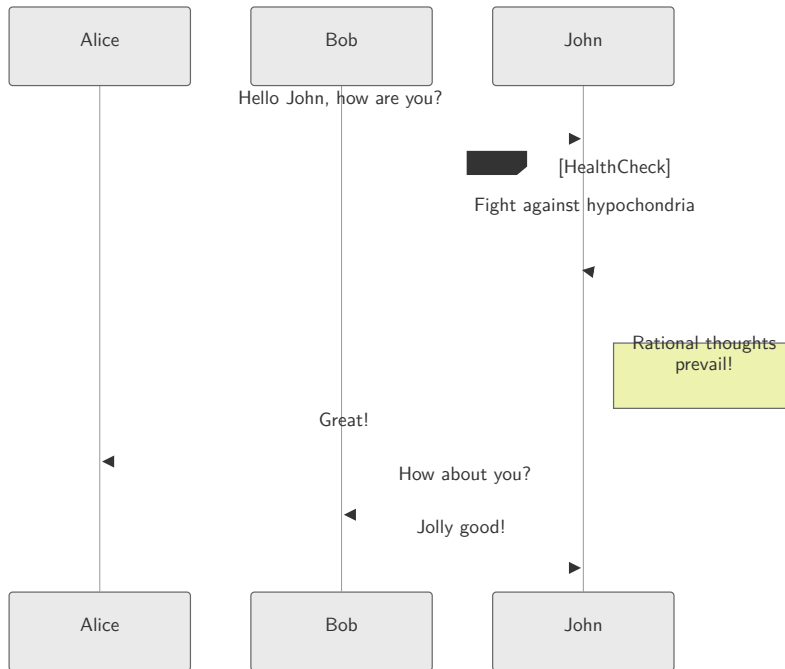 Alice
Bob
John
Hello John, how are you?
[HealthCheck]
Fight against hypochondria
Rational thoughts
prevail!
Great!
How about you?
Jolly good!
Alice
Bob
John